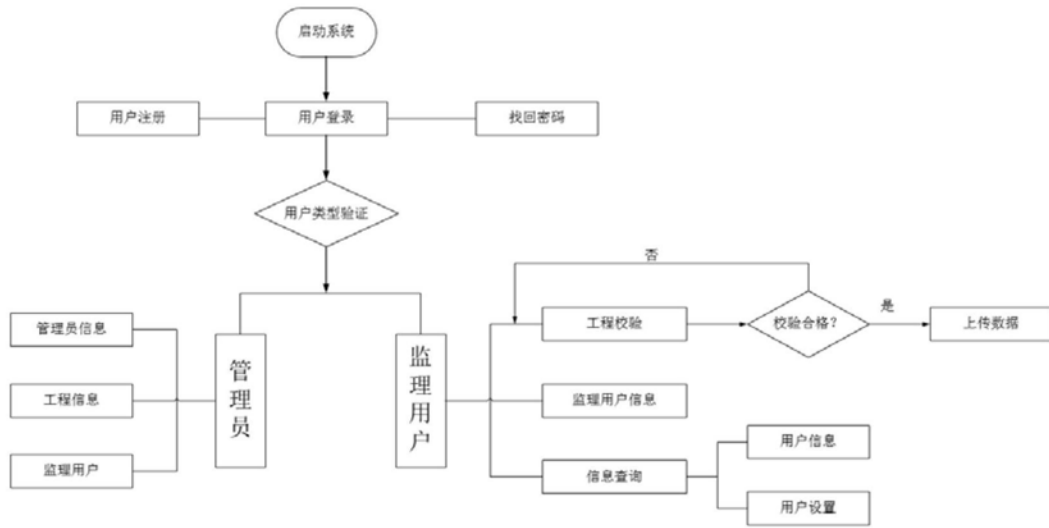 启动系统
用户注册
用户登录
找回密码
用户类型验证
否
管理员信息
工程信息
监理用户
管理员
监理用户
工程校验
校验合格？
是
上传数据
监理用户信息
信息查询
用户信息
用户设置